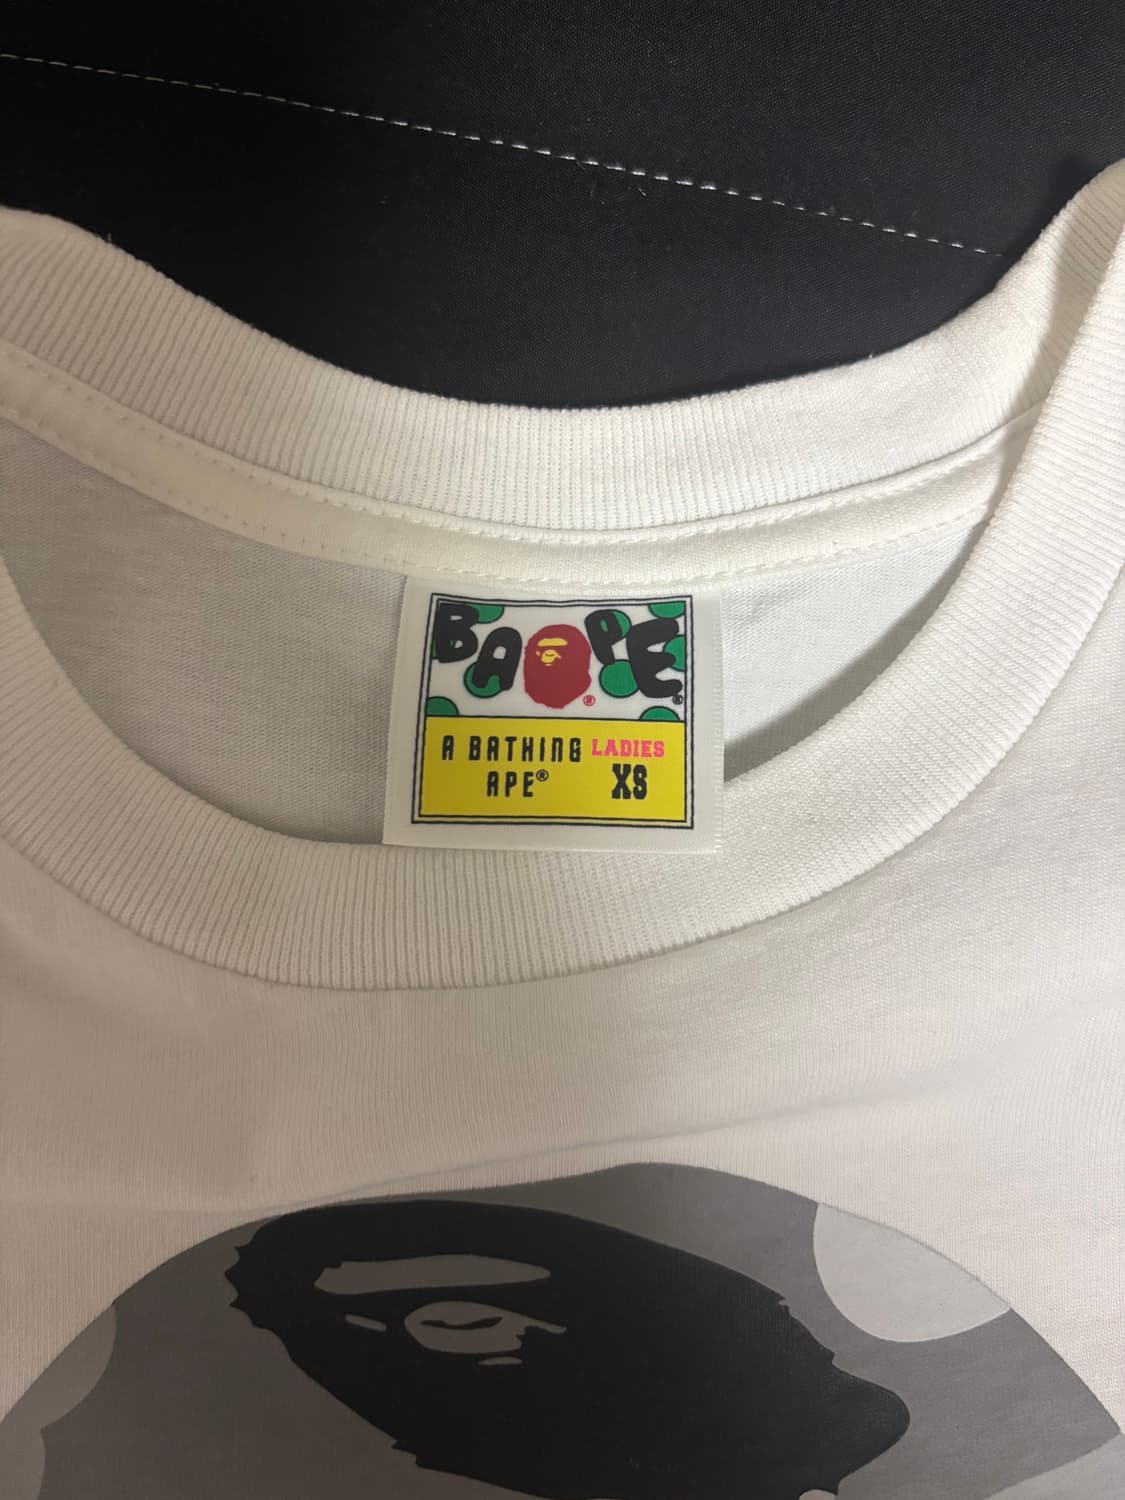 BAPE®
®
A BATHING LADIES
APE® XS